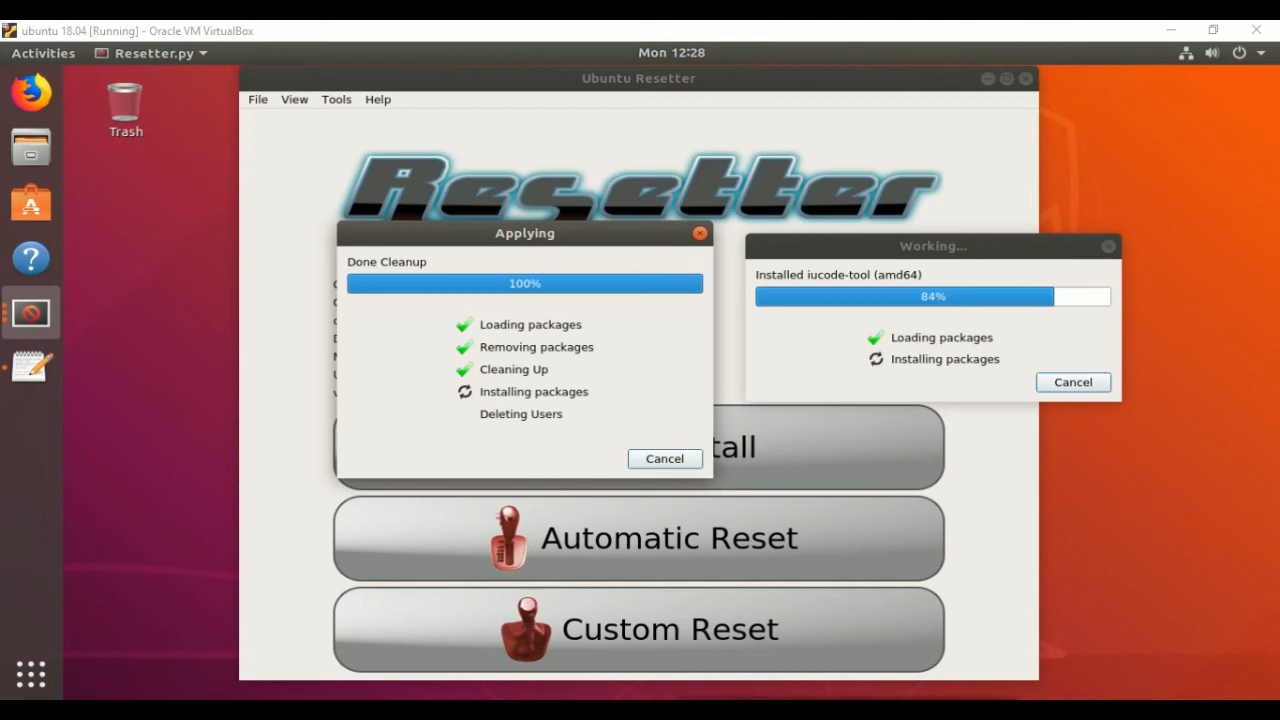 ubuntu 18.04 [Running] - Oracle VM VirtualBox
Activities Resetter.py Mon 12:28
Trash
Ubuntu Resetter
File View Tools Help
Resetter
Applying
Done Cleanup
100%
Loading packages
Removing packages
Cleaning Up
Installing packages
Deleting Users
Cancel
Working...
Installed iucode-tool (amd64)
84%
Loading packages
Installing packages
Cancel
tall
Automatic Reset
Custom Reset